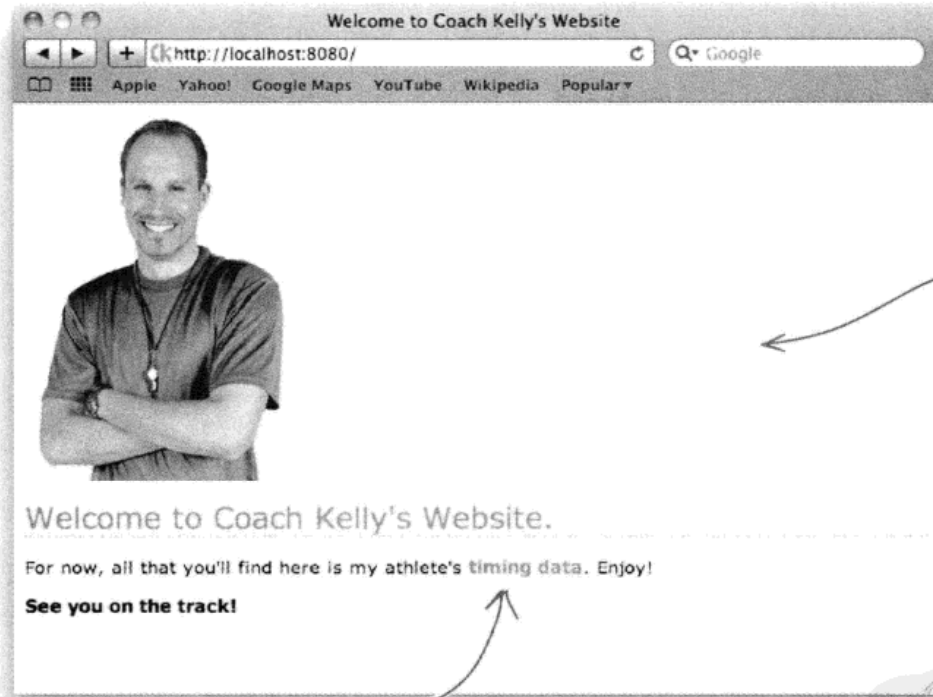 Welcome to Coach Kelly's Website
http://localhost:8080/
Google
Apple Yahoo! Google Maps YouTube Wikipedia Popular
Welcome to Coach Kelly's Website.
For now, all that you'll find here is my athlete's timing data. Enjoy!
See you on the track!